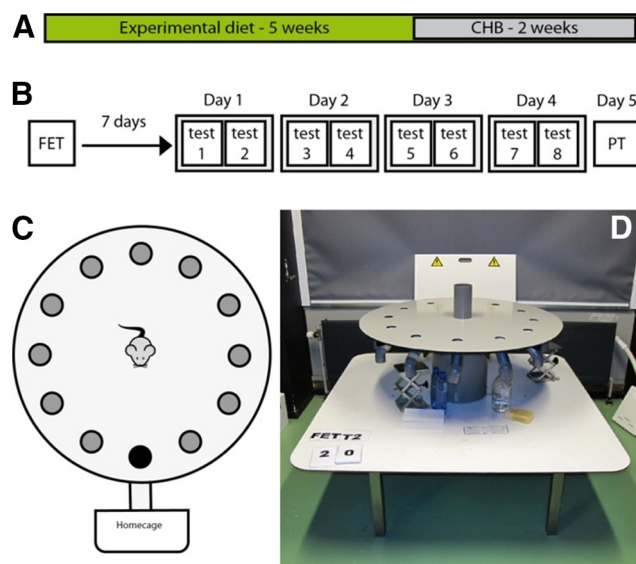 A
Experimental diet - 5 weeks
CHB - 2 weeks
B
Day 1
Day 2
Day 3
Day 4
Day 5
FET
7 days
test
1
test
2
test
3
test
4
test
5
test
6
test
7
test
8
PT
C
Homecage
D
FETT2
2 0